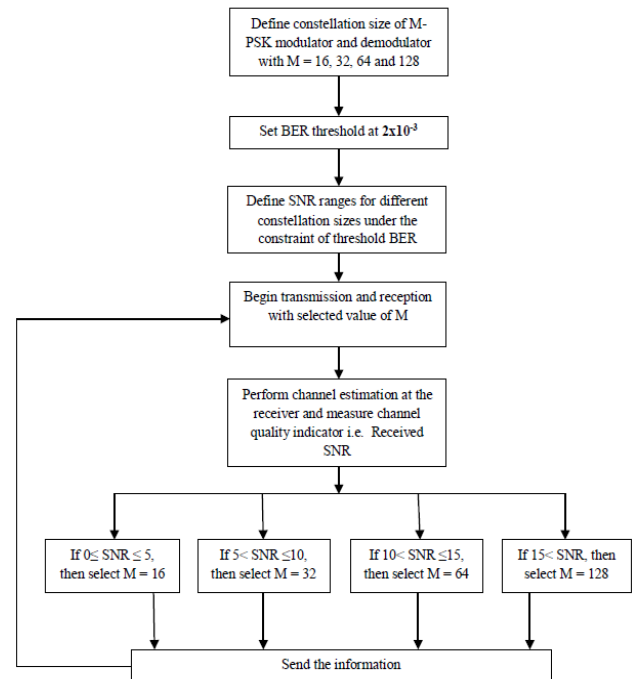 Define constellation size of M-
PSK modulator and demodulator
with M = 16, 32, 64 and 128
Set BER threshold at 2x10⁻³
Define SNR ranges for different
constellation sizes under the
constraint of threshold BER
Begin transmission and reception
with selected value of M
Perform channel estimation at the
receiver and measure channel
quality indicator i.e. Received
SNR
If 0≤ SNR ≤ 5,
then select M = 16
If 5< SNR ≤10,
then select M = 32
If 10< SNR ≤15,
then select M = 64
If 15< SNR, then
select M = 128
Send the information